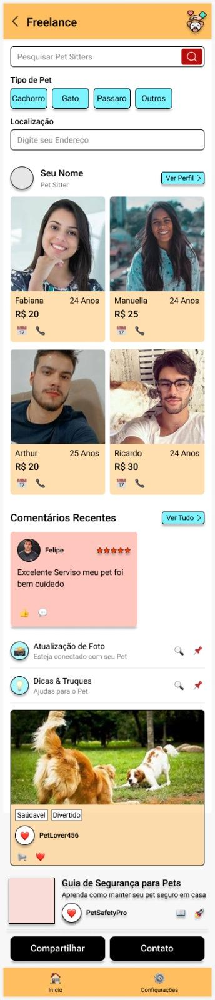 Freelance
Pesquisar Pet Sitters
Tipo de Pet
Cachorro Gato Passaro Outros
Localização
Digite seu Endereço
Seu Nome
Ver Perfil
Pet Sitter
Fabiana 24 Anos
R$ 20
Manuella 24 Anos
R$ 25
Arthur 25 Anos
R$ 20
Ricardo 24 Anos
R$ 30
Comentários Recentes
Ver Tudo
Felipe
Excelente Serviso meu pet foi
bem cuidado
Atualização de Foto
Esteja conectado com seu Pet
Dicas & Truques
Ajudas para o Pet
Saúdavel Divertido
PetLover456
Guia de Segurança para Pets
Aprenda como manter seu pet seguro em casa
PetSafetyPro
Compartilhar Contato
Inicio Configurações